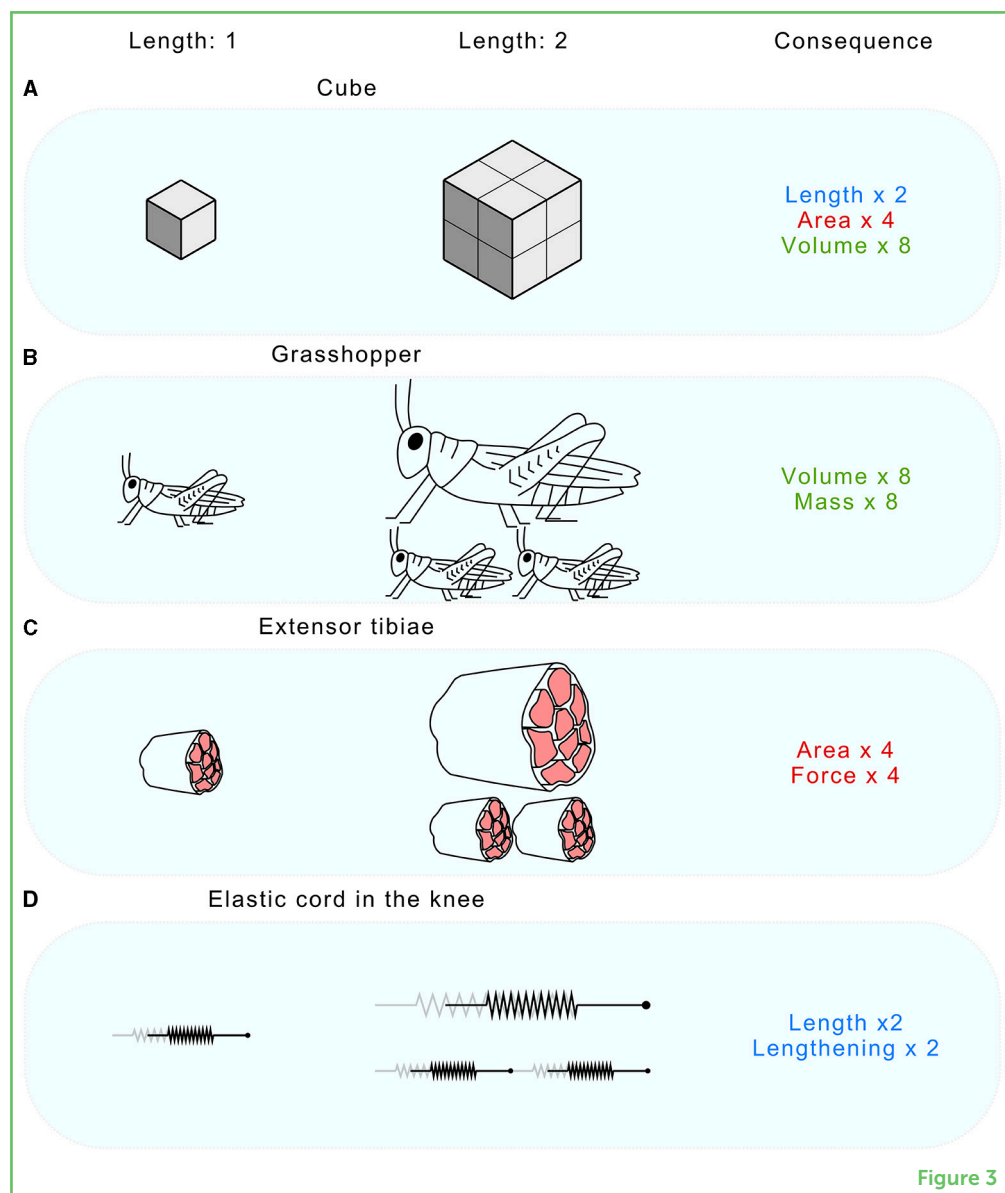 Length: 1
Length: 2
Consequence
A
Cube
Length x 2
Area x 4
Volume x 8
B
Grasshopper
Volume x 8
Mass x 8
C
Extensor tibiae
Area x 4
Force x 4
D
Elastic cord in the knee
Length x2
Lengthening x 2
Figure 3